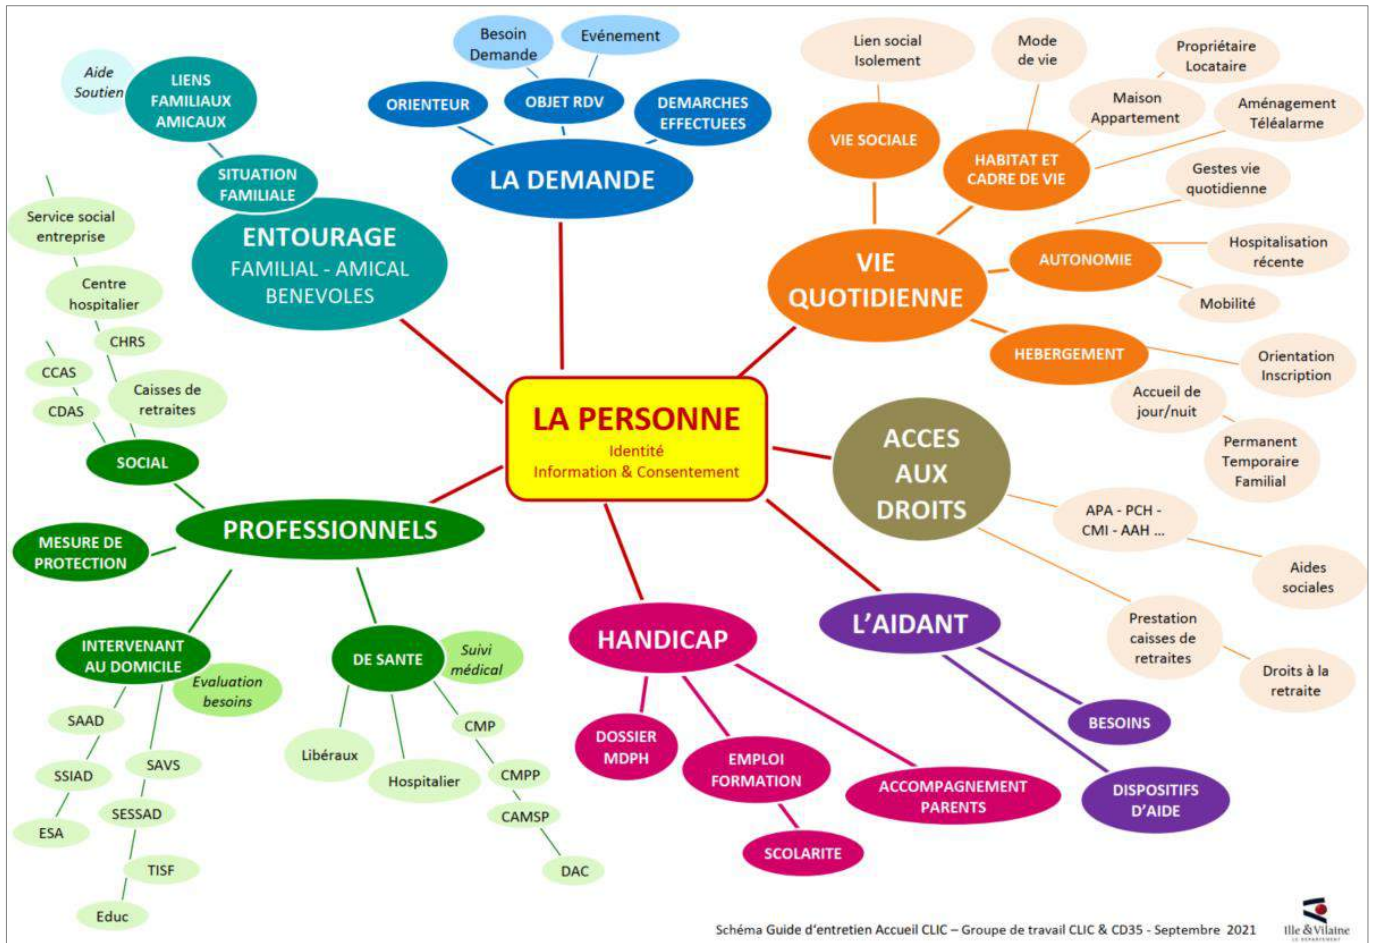 Aide
Soutien
LIENS
FAMILIAUX
AMICAUX
SITUATION
FAMILIALE
ENTOURAGE
FAMILIAL - AMICAL
BENEVOLES
Besoin
Demande
Evénement
ORIENTEUR
OBJET RDV
DEMARCHES
EFFECTUEES
LA DEMANDE
Lien social
Isolement
Mode
de vie
Propriétaire
Locataire
Maison
Appartement
Aménagement
Téléalarme
VIE SOCIALE
HABITAT ET
CADRE DE VIE
Gestes vie
quotidienne
VIE
QUOTIDIENNE
AUTONOMIE
Hospitalisation
récente
Mobilité
HEBERGEMENT
Orientation
Inscription
Accueil de
jour/nuit
Permanent
Temporaire
Familial
Service social
entreprise
Centre
hospitalier
CHRS
CCAS
CDAS
Caisses de
retraites
SOCIAL
LA PERSONNE
Identité
Information & Consentement
ACCES
AUX
DROITS
APA - PCH -
CMI - AAH ...
Aides
sociales
Prestation
caisses de
retraites
Droits à la
retraite
PROFESSIONNELS
MESURE DE
PROTECTION
INTERVENANT
AU DOMICILE
Evaluation
besoins
SAAD
SSIAD
ESA
SAVS
SESSAD
TISF
Educ
DE SANTE
Suivi
médical
Libéraux
Hospitalier
CMP
CMPP
CAMSP
DAC
HANDICAP
DOSSIER
MDPH
EMPLOI
FORMATION
SCOLARITE
ACCOMPAGNEMENT
PARENTS
L'AIDANT
BESOINS
DISPOSITIFS
D'AIDE
Schéma Guide d'entretien Accueil CLIC – Groupe de travail CLIC & CD35 - Septembre 2021
Ille & Vilaine
LE DEPARTEMENT